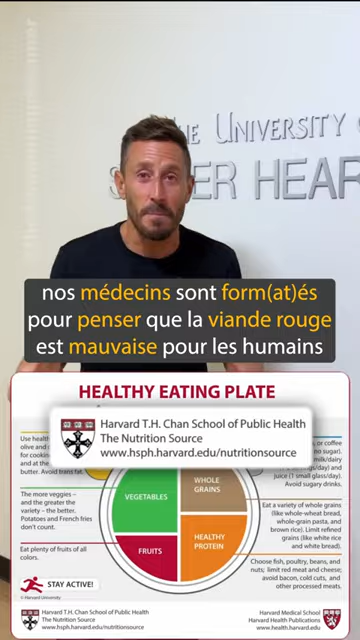 THE UNIVERSITY
HEAR
nos médecins sont form(at)és
pour penser que la viande rouge
est mauvaise pour les humains
HEALTHY EATING PLATE
Harvard T.H. Chan School of Public Health
The Nutrition Source
www.hsph.harvard.edu/nutritionsource
Use health
olive and
for cooking
and at the
butter. Avoid trans fat.
The more veggies –
and the greater the
variety – the better.
Potatoes and French fries
don't count.
Eat plenty of fruits of all
colors.
VEGETABLES
FRUITS
WHOLE
GRAINS
HEALTHY
PROTEIN
, or coffee
(or no sugar).
milk/dairy
ings/day) and
juice (1 small glass/day).
Avoid sugary drinks.
Eat a variety of whole grains
(like whole-wheat bread,
whole-grain pasta, and
brown rice). Limit refined
grains (like white rice
and white bread).
Choose fish, poultry, beans, and
nuts; limit red meat and cheese;
avoid bacon, cold cuts, and
other processed meats.
STAY ACTIVE!
© Harvard University
Harvard T.H. Chan School of Public Health
The Nutrition Source
www.hsph.harvard.edu/nutritionsource
Harvard Medical School
Harvard Health Publications
www.health.harvard.edu